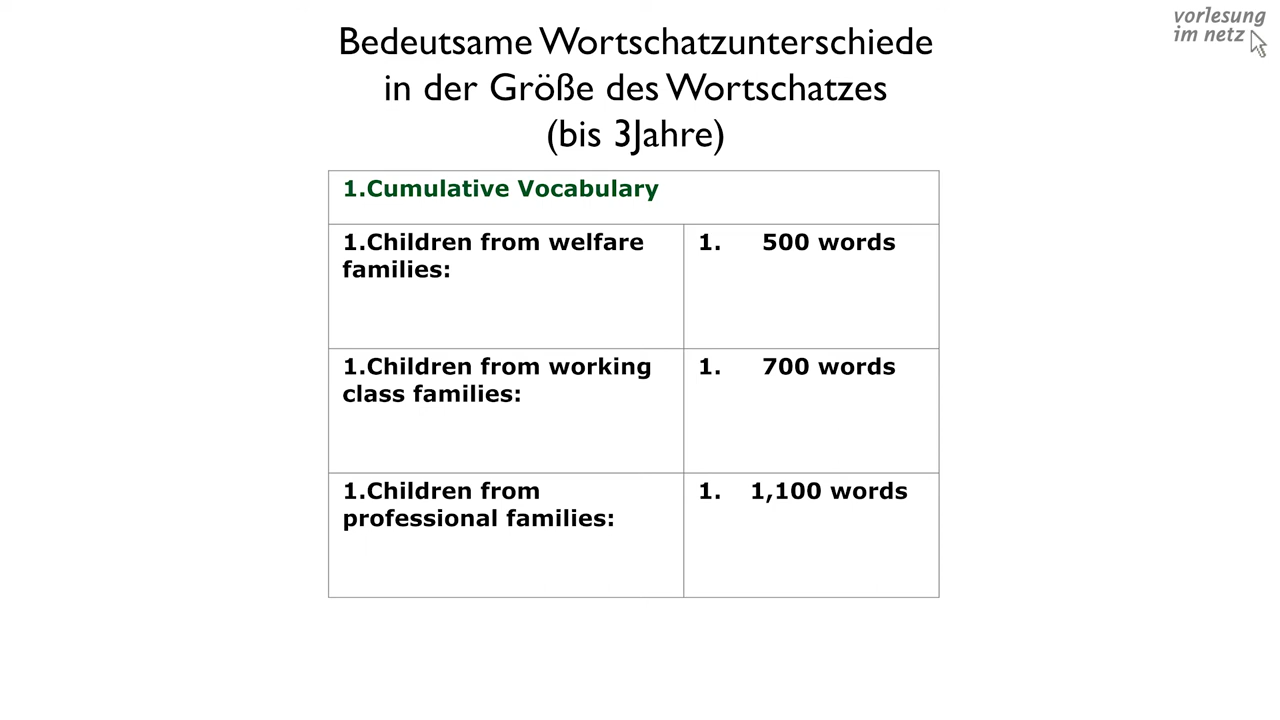 vorlesung
im netz
Bedeutsame Wortschatzunterschiede
in der Größe des Wortschatzes
(bis 3Jahre)
1.Cumulative Vocabulary
1.Children from welfare
families:
1. 500 words
1.Children from working
class families:
1. 700 words
1.Children from
professional families:
1. 1,100 words